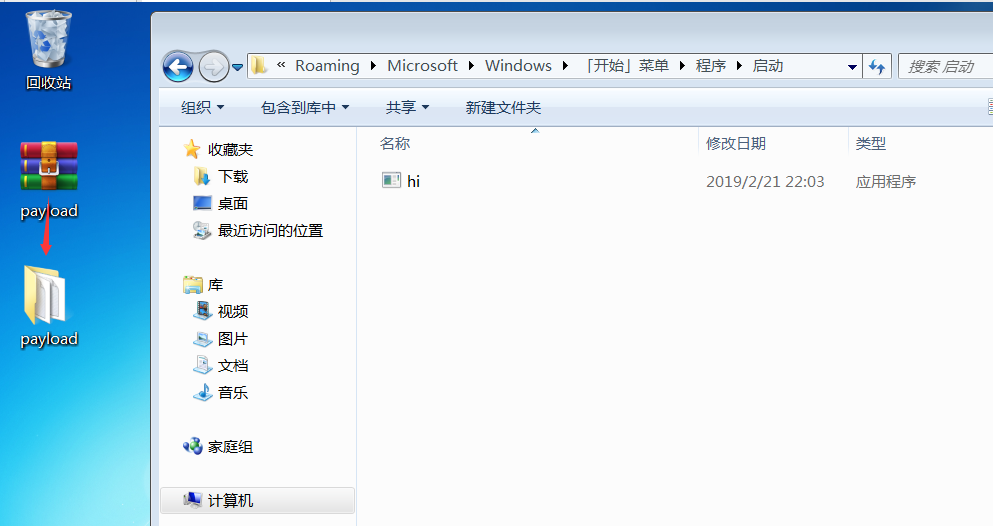 回收站
payload
payload
« Roaming Microsoft Windows 「开始」菜单 程序 启动
搜索 启动
组织 包含到库中 共享 新建文件夹
收藏夹
下载
桌面
最近访问的位置
库
视频
图片
文档
音乐
家庭组
计算机
名称 修改日期 类型
hi 2019/2/21 22:03 应用程序